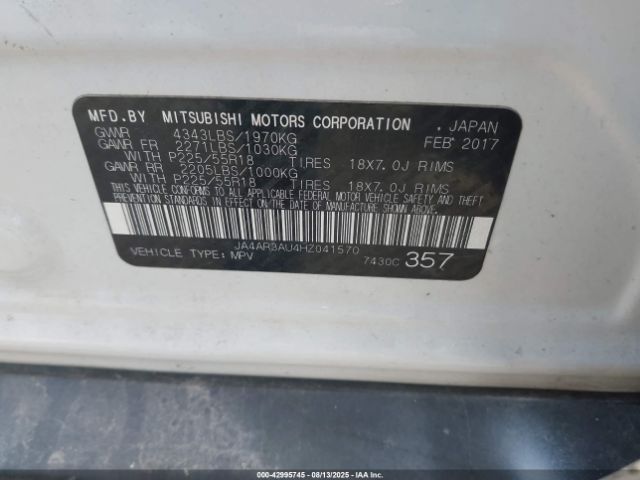 MFD.BY MITSUBISHI MOTORS CORPORATION , JAPAN
GVWR 4343LBS/1970KG FEB 2017
GAWR FR 2271LBS/1030KG
WITH P225/55R18 TIRES 18X7.0J RIMS
GAWR RR 2205LBS/1000KG
WITH P225/55R18 TIRES 18X7.0J RIMS
THIS VEHICLE CONFORMS TO ALL APPLICABLE FEDERAL MOTOR VEHICLE SAFETY AND
THEFT PREVENTION STANDARDS IN EFFECT ON THE DATE OF MANUFACTURE SHOWN ABOVE.
JA4AR3AU4HZ041570
VEHICLE TYPE: MPV 7430C 357
000-42995745 - 08/13/2025 - IAA, Inc.